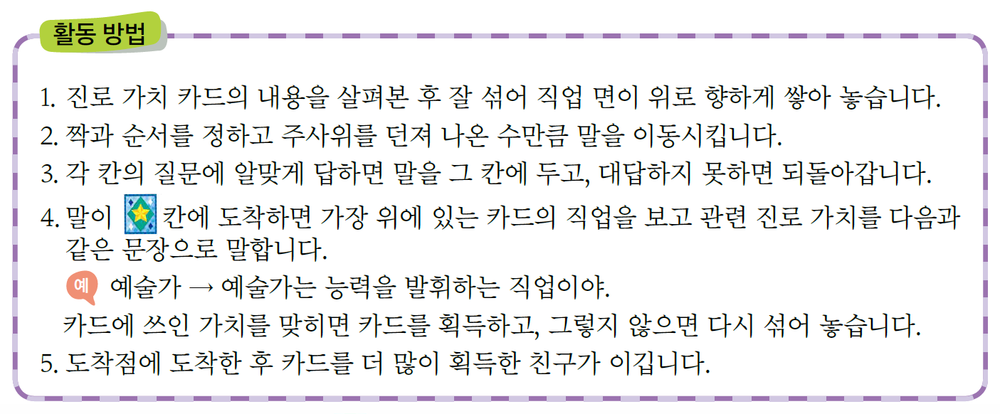 활동 방법
1. 진로 가치 카드의 내용을 살펴본 후 잘 섞어 직업 면이 위로 향하게 쌓아 놓습니다.
2. 짝과 순서를 정하고 주사위를 던져 나온 수만큼 말을 이동시킵니다.
3. 각 칸의 질문에 알맞게 답하면 말을 그 칸에 두고, 대답하지 못하면 되돌아갑니다.
4. 말이 칸에 도착하면 가장 위에 있는 카드의 직업을 보고 관련 진로 가치를 다음과
같은 문장으로 말합니다.
예 예술가 → 예술가는 능력을 발휘하는 직업이야.
카드에 쓰인 가치를 맞히면 카드를 획득하고, 그렇지 않으면 다시 섞어 놓습니다.
5. 도착점에 도착한 후 카드를 더 많이 획득한 친구가 이깁니다.